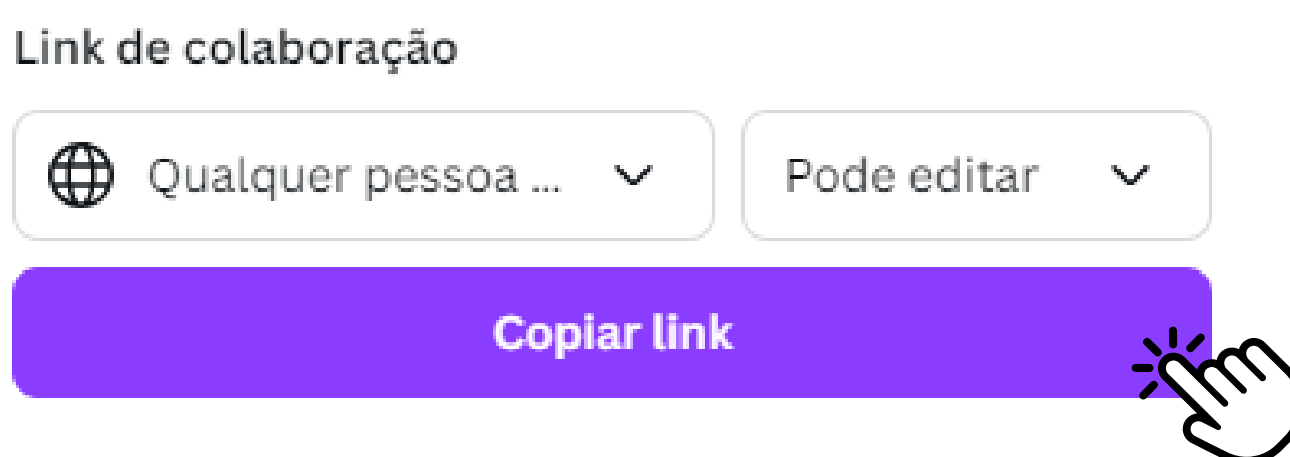 Link de colaboração
Qualquer pessoa ... Pode editar
Copiar link